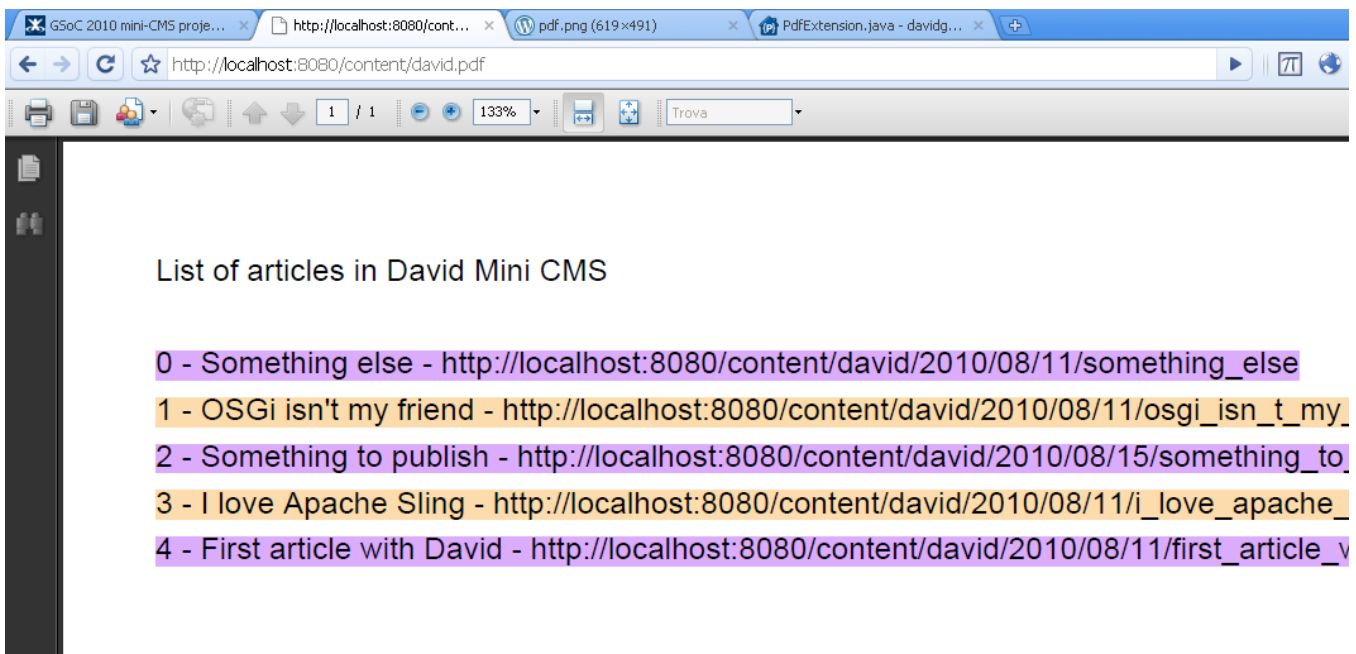 GSoC 2010 mini-CMS proje...
http://localhost:8080/cont...
pdf.png (619×491)
PdfExtension.java - davidg...
http://localhost:8080/content/david.pdf
1 / 1
133%
Trova
List of articles in David Mini CMS
0 - Something else - http://localhost:8080/content/david/2010/08/11/something_else
1 - OSGi isn't my friend - http://localhost:8080/content/david/2010/08/11/osgi_isn_t_my_
2 - Something to publish - http://localhost:8080/content/david/2010/08/15/something_to_
3 - I love Apache Sling - http://localhost:8080/content/david/2010/08/11/i_love_apache_
4 - First article with David - http://localhost:8080/content/david/2010/08/11/first_article_